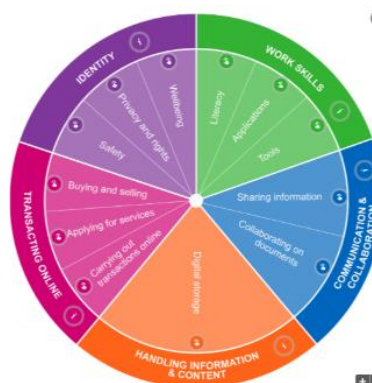 IDENTITY
Safety
Privacy and rights
Wellbeing
WORK SKILLS
Literacy
Applications
Tools
COMMUNICATION &
COLLABORATION
Sharing information
Collaborating on
documents
HANDLING INFORMATION
& CONTENT
Digital storage
TRANSACTING ONLINE
Carrying out
transactions online
Applying for services
Buying and selling